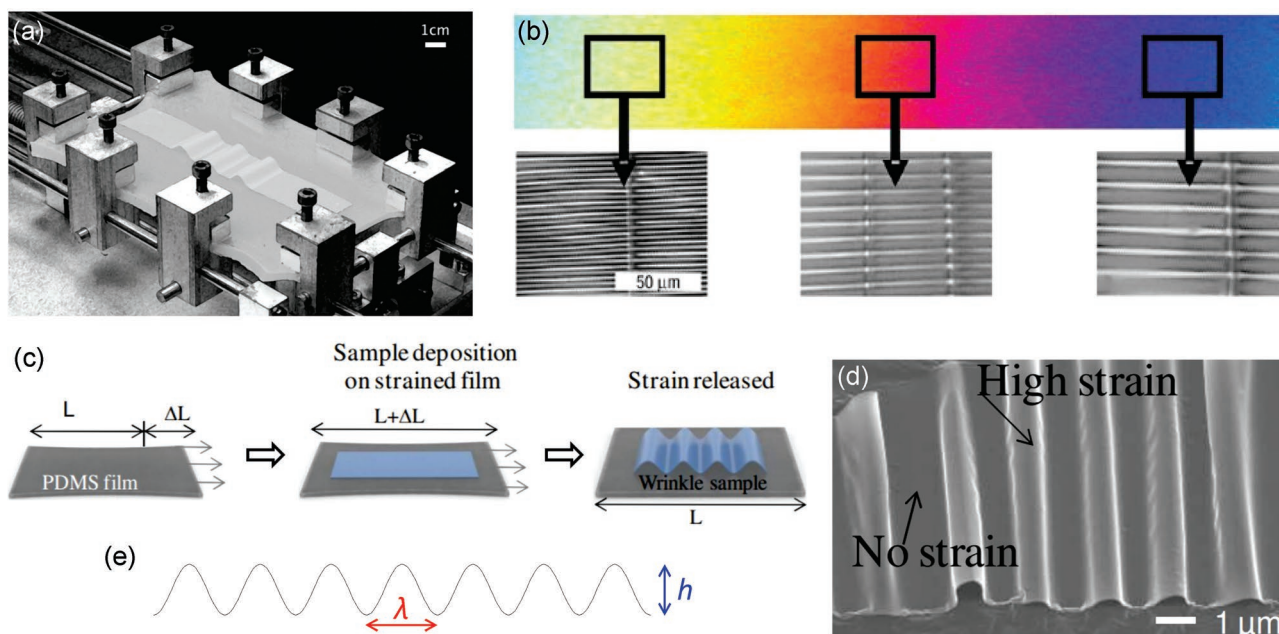 (a)
1cm
(b)
50 μm
(c)
Sample deposition
on strained film
Strain released
L
ΔL
L+ΔL
PDMS film
Wrinkle sample
L
(d)
High strain
No strain
1 μm
(e)
λ
h